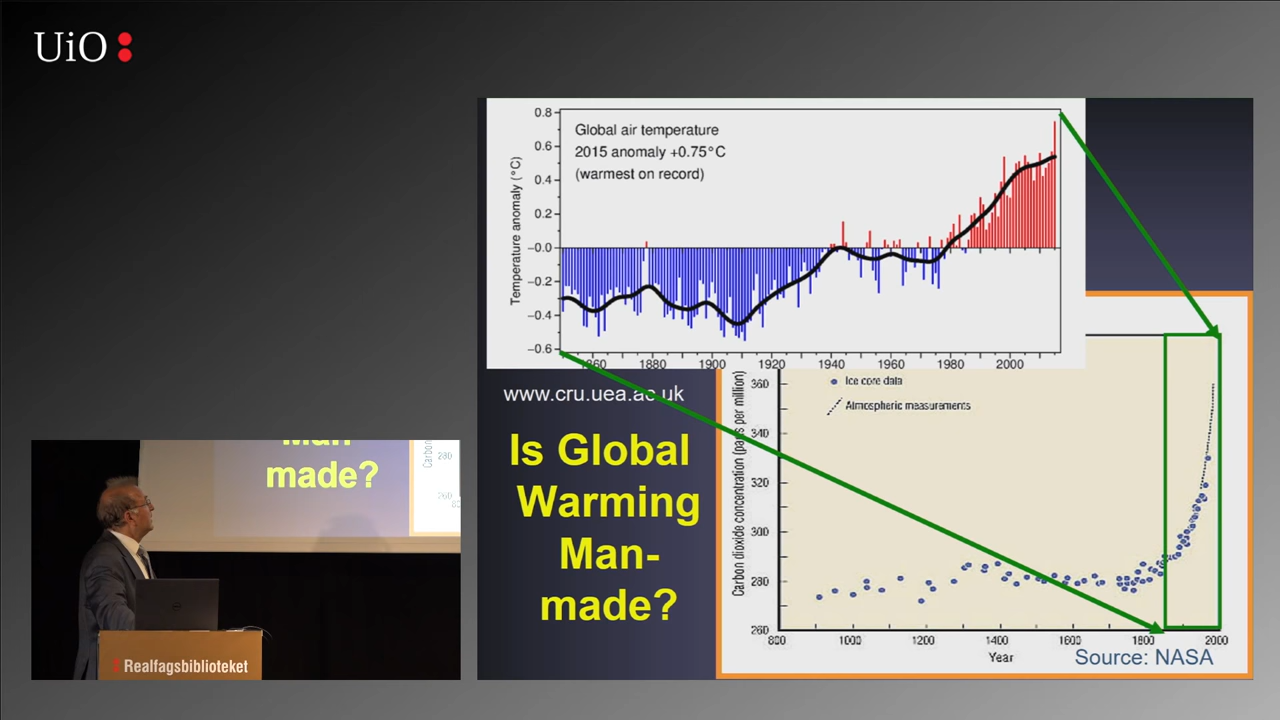 UiO
0.8
0.6
0.4
0.2
−0.0
−0.2
−0.4
−0.6
Temperature anomaly (°C)
Global air temperature
2015 anomaly +0.75°C
(warmest on record)
1860 1880 1900 1920 1940 1960 1980 2000
www.cru.uea.ac.uk
Is Global
Warming
Man-
made?
Carbon dioxide concentration (parts per million)
Ice core data
Atmospheric measurements
360
340
320
300
280
260
800 1000 1200 1400 1600 1800 2000
Year
Source: NASA
Man-
made?
Carbon
280
260
Realfagsbiblioteket